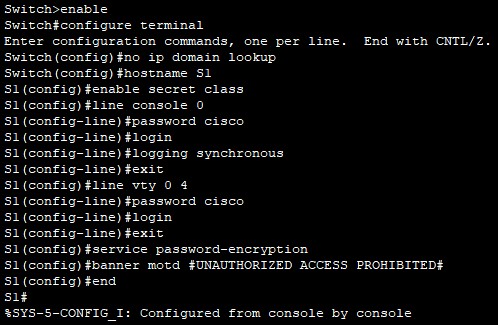 Switch>enable
Switch#configure terminal
Enter configuration commands, one per line.  End with CNTL/Z.
Switch(config)#no ip domain lookup
Switch(config)#hostname S1
S1(config)#enable secret class
S1(config)#line console 0
S1(config-line)#password cisco
S1(config-line)#login
S1(config-line)#logging synchronous
S1(config-line)#exit
S1(config)#line vty 0 4
S1(config-line)#password cisco
S1(config-line)#login
S1(config-line)#exit
S1(config)#service password-encryption
S1(config)#banner motd #UNAUTHORIZED ACCESS PROHIBITED#
S1(config)#end
S1#
%SYS-5-CONFIG_I: Configured from console by console